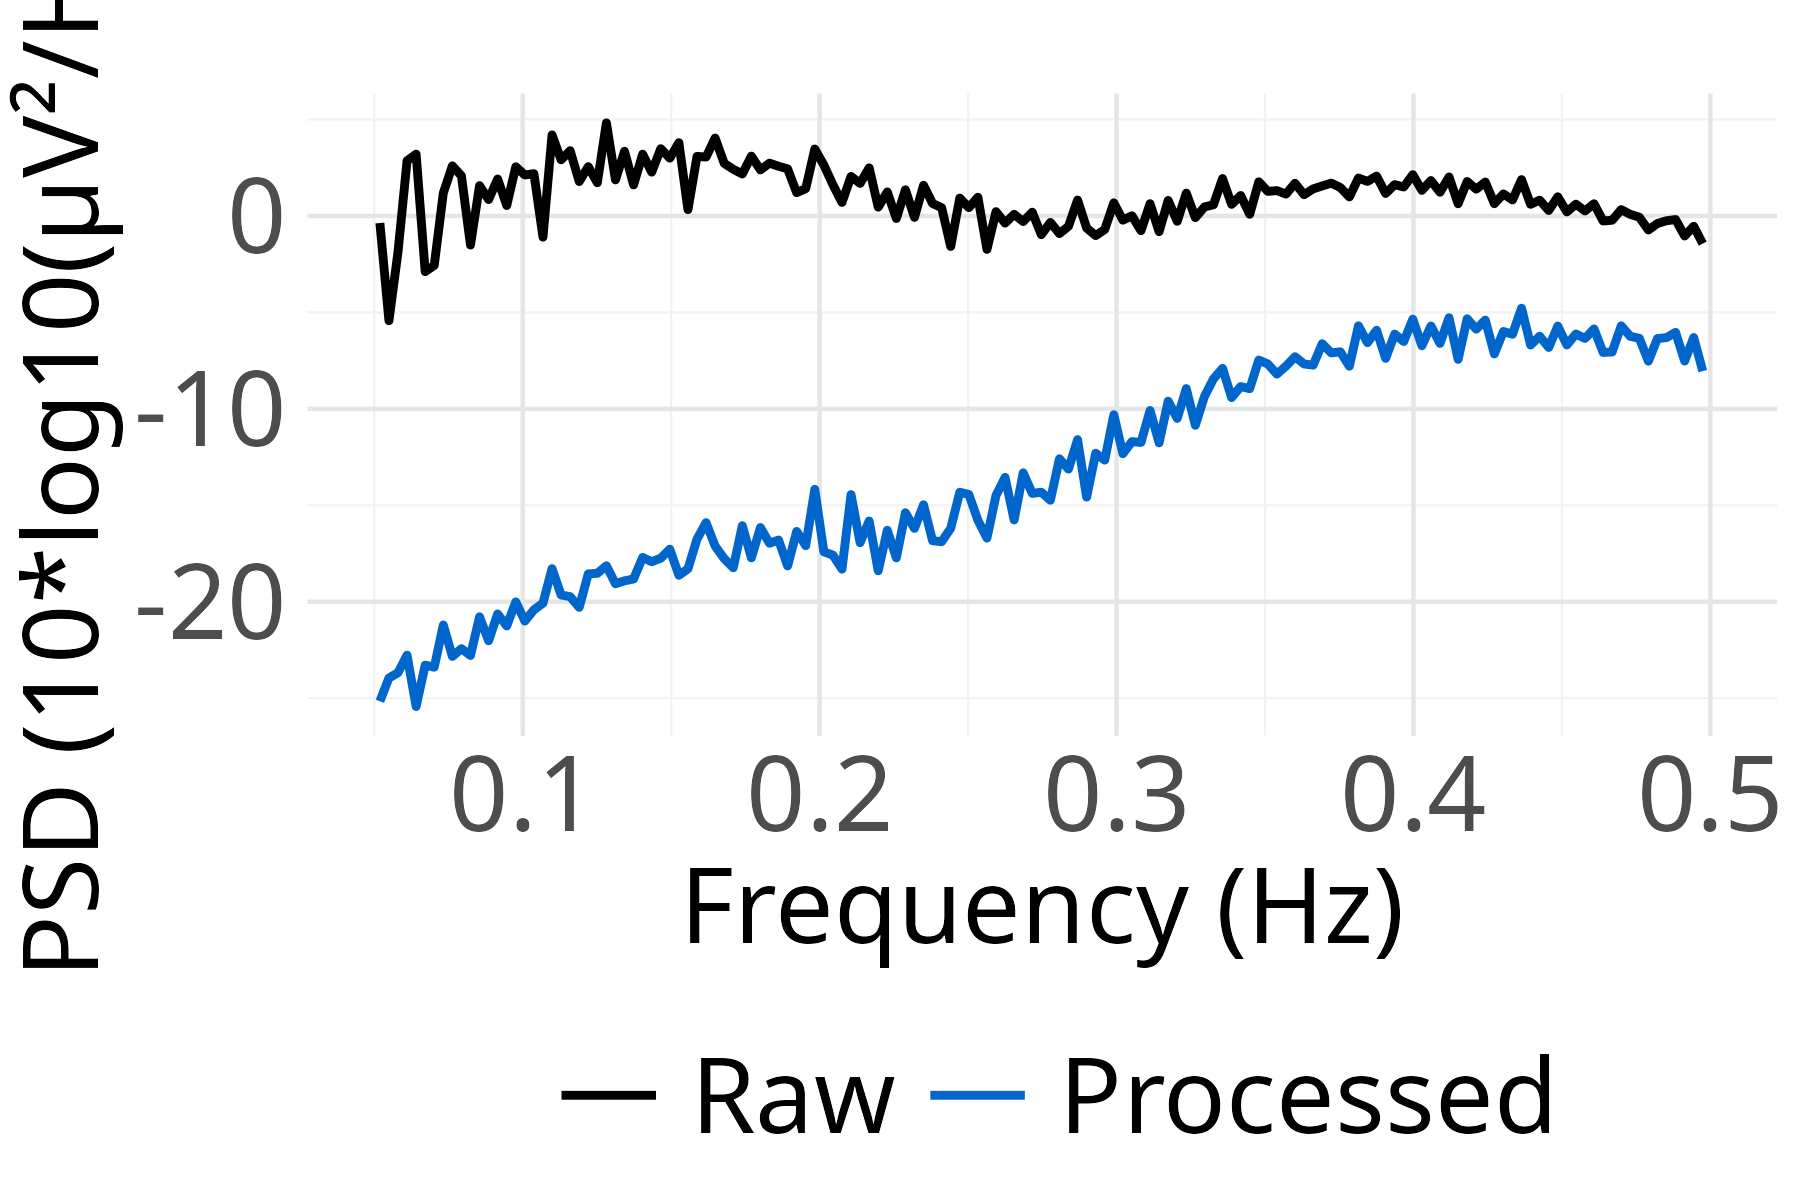 PSD (10*log10(µV²/H
0
-10
-20
0.1 0.2 0.3 0.4 0.5
Frequency (Hz)
Raw Processed